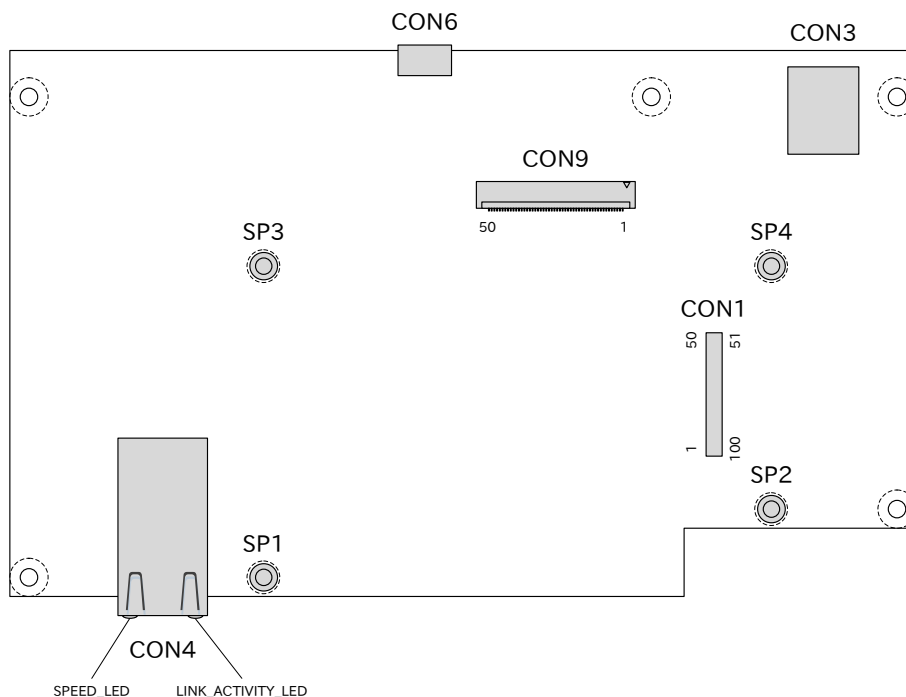 CON6
CON3
CON9
50 1
SP3
SP4
CON1
50 51
1 100
SP2
SP1
CON4
SPEED_LED LINK_ACTIVITY_LED